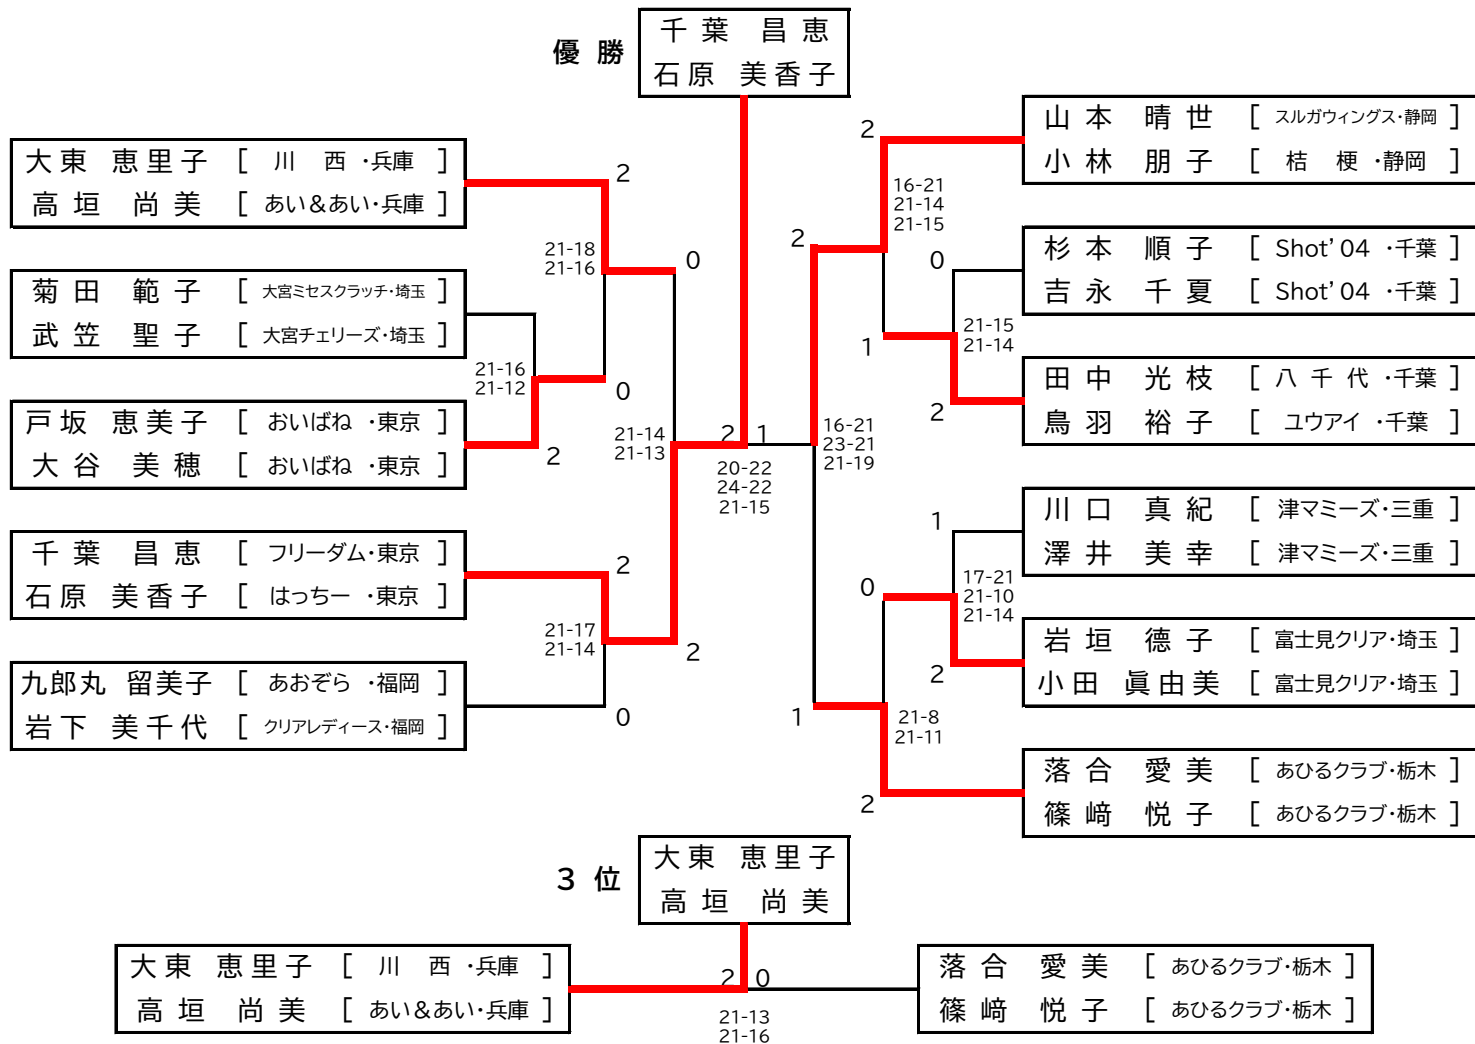 優 勝
千 葉　昌 恵
石 原　美 香 子
大 東　恵 里 子 [ 川　西 ・兵庫 ]
高 垣　尚 美 [ あい＆あい・兵庫 ]
菊 田　範 子 [ 大宮ミセスクラッチ・埼玉 ]
武 笠　聖 子 [ 大宮チェリーズ・埼玉 ]
戸 坂　恵 美 子 [ おいばね ・東京 ]
大 谷　美 穂 [ おいばね ・東京 ]
千 葉　昌 恵 [ フリーダム・東京 ]
石 原　美 香 子 [ はっちー ・東京 ]
九郎丸　留美子 [ あおぞら ・福岡 ]
岩 下　美 千 代 [ クリアレディース・福岡 ]
2
21-18
21-16
0
21-16
21-12
0
2
21-14
21-13
2
21-17
21-14
2
0
2 1
20-22
24-22
21-15
2
16-21
21-14
21-15
2
0
21-15
21-14
1
2
16-21
23-21
21-19
1
0
17-21
21-10
21-14
2
1
21-8
21-11
2
山 本　晴 世 [ スルガウィングス・静岡 ]
小 林　朋 子 [ 桔　梗 ・静岡 ]
杉 本　順 子 [ Shot’04 ・千葉 ]
吉 永　千 夏 [ Shot’04 ・千葉 ]
田 中　光 枝 [ 八 千 代 ・千葉 ]
鳥 羽　裕 子 [ ユウアイ ・千葉 ]
川 口　真 紀 [ 津マミーズ・三重 ]
澤 井　美 幸 [ 津マミーズ・三重 ]
岩 垣　德 子 [ 富士見クリア・埼玉 ]
小 田　眞 由 美 [ 富士見クリア・埼玉 ]
落 合　愛 美 [ あひるクラブ・栃木 ]
篠 﨑　悦 子 [ あひるクラブ・栃木 ]
３ 位
大 東　恵 里 子
高 垣　尚 美
大 東　恵 里 子 [ 川　西 ・兵庫 ]
高 垣　尚 美 [ あい＆あい・兵庫 ]
2 0
21-13
21-16
落 合　愛 美 [ あひるクラブ・栃木 ]
篠 﨑　悦 子 [ あひるクラブ・栃木 ]